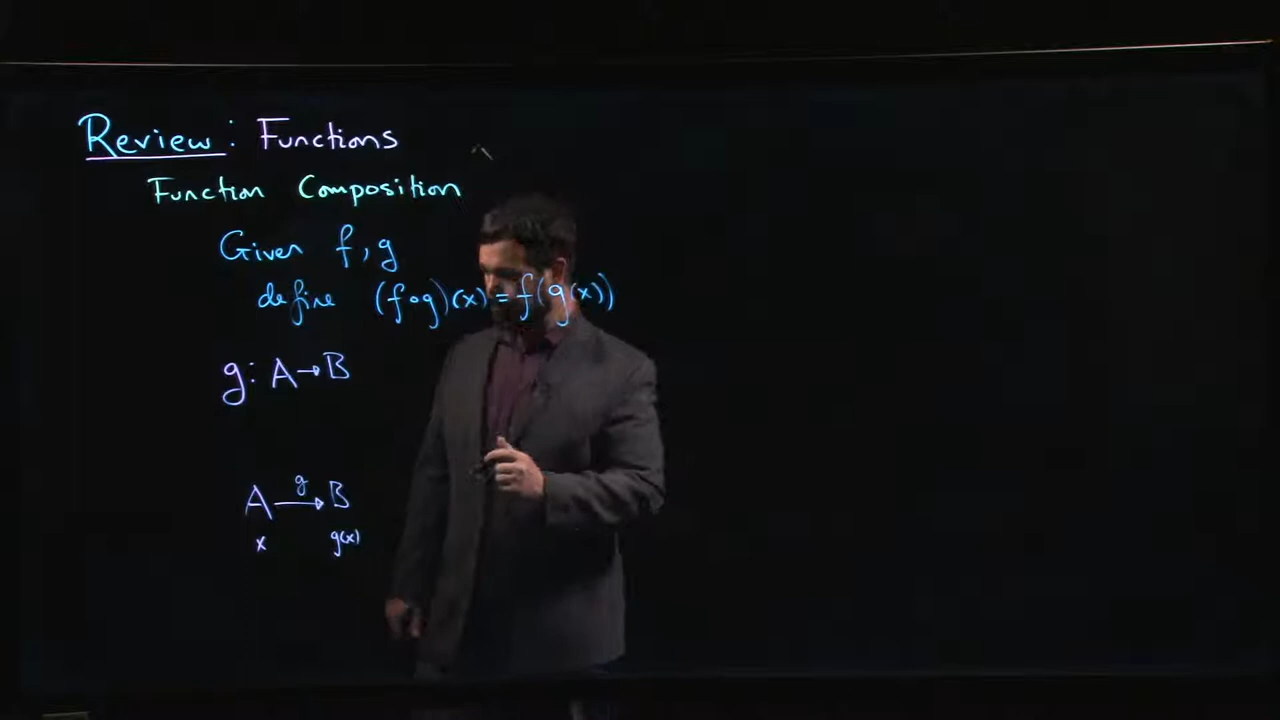 Review: Functions
Function Composition
Given f, g
define (f∘g)(x) = f(g(x))
g: A→B
A →g B
x g(x)